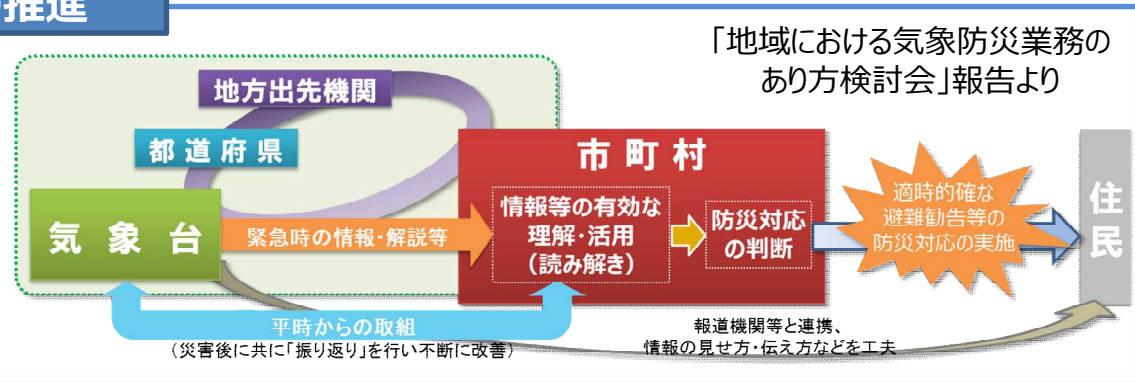 推進
「地域における気象防災業務の
あり方検討会」報告より
地方出先機関
都道府県
気象台
緊急時の情報・解説等
市町村
情報等の有効な
理解・活用
(読み解き)
防災対応
の判断
適時的確な
避難勧告等の
防災対応の実施
住民
平時からの取組
(災害後に共に「振り返り」を行い不断に改善)
報道機関等と連携、
情報の見せ方・伝え方などを工夫